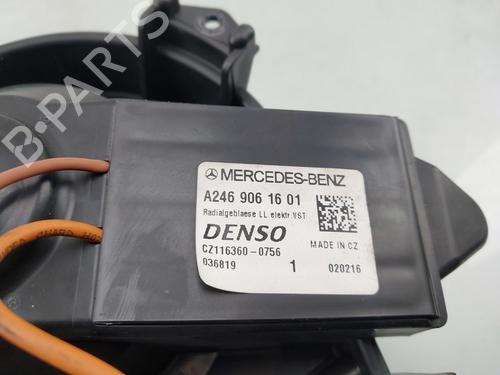 MERCEDES-BENZ
A246 906 16 01
Radialgeblaese LL elektr.VST
DENSO
MADE IN CZ
CZ116360-0756
036819 1 020216
B-PARTS